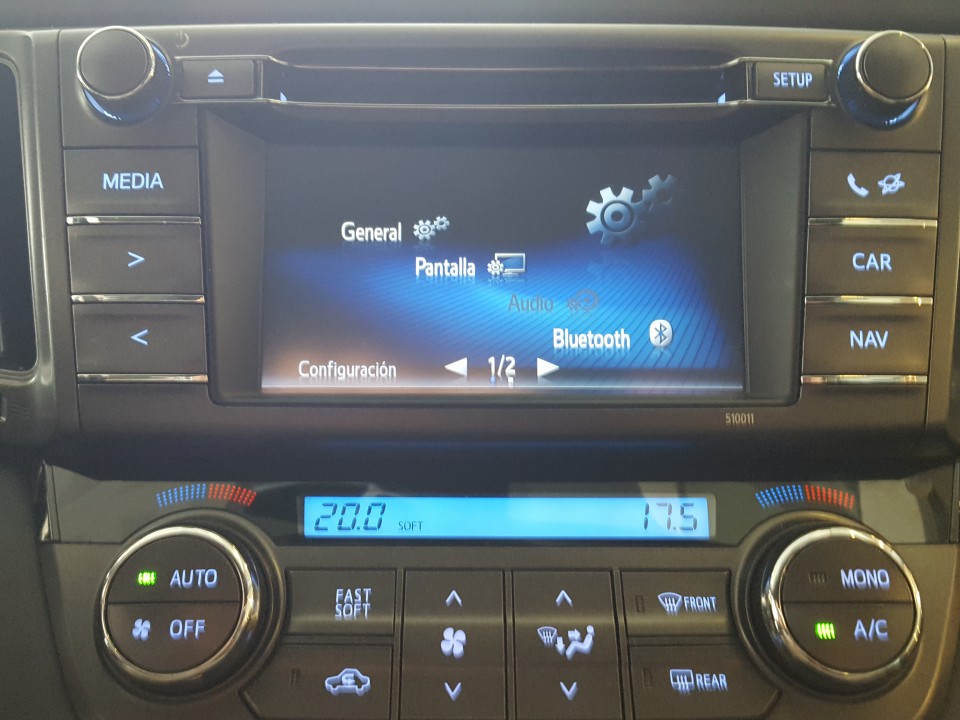 SETUP
MEDIA
>
CAR
<
NAV
General
Pantalla
Audio
Bluetooth
Configuración
1/2
510011
20.0
SOFT
17.5
AUTO
OFF
FAST
SOFT
FRONT
REAR
MONO
A/C